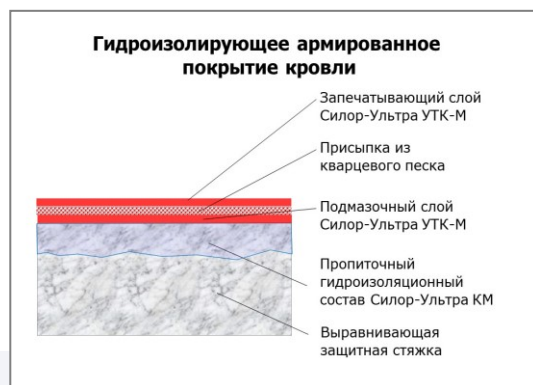 Гидроизолирующее армированное
покрытие кровли
Запечатывающий слой
Силор-Ультра УТК-М
Присыпка из
кварцевого песка
Подмазочный слой
Силор-Ультра УТК-М
Пропиточный
гидроизоляционный
состав Силор-Ультра КМ
Выравнивающая
защитная стяжка